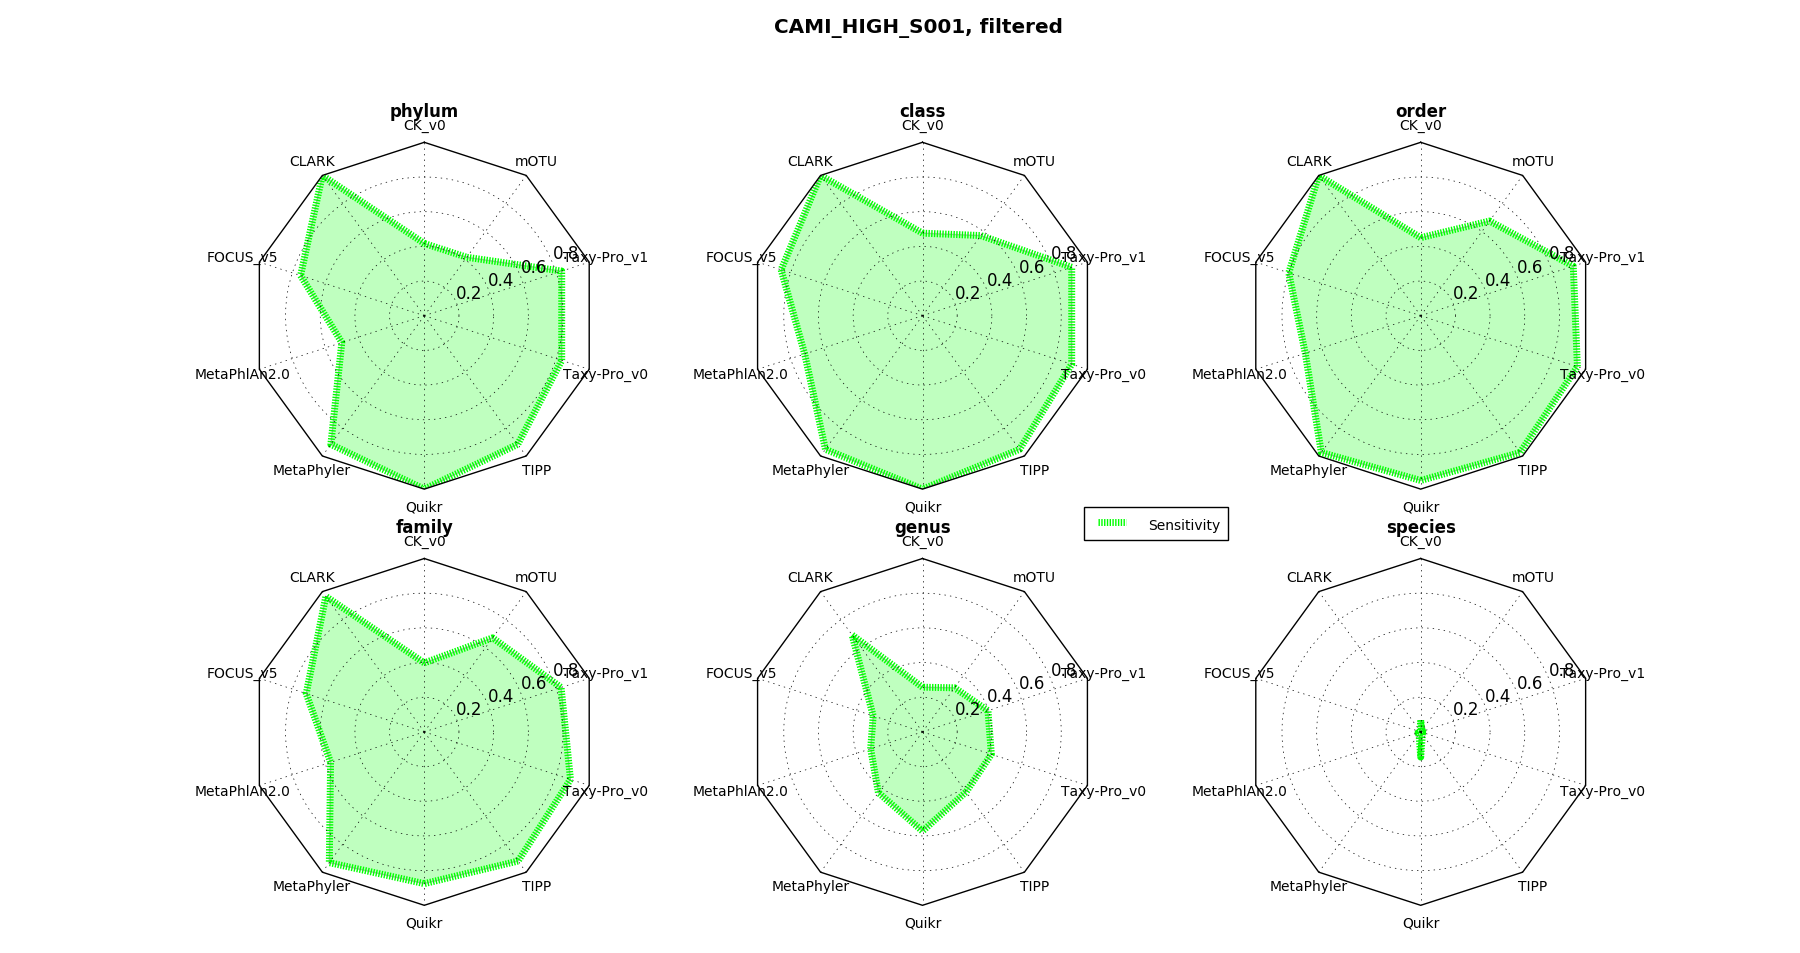 CAMI_HIGH_S001, filtered
phylum
CK_v0
CLARK
mOTU
FOCUS_v5
0.8
Taxy-Pro_v1
0.6
0.4
0.2
MetaPhlAn2.0
Taxy-Pro_v0
MetaPhyler
TIPP
Quikr
class
CK_v0
CLARK
mOTU
FOCUS_v5
0.8
Taxy-Pro_v1
0.6
0.4
0.2
MetaPhlAn2.0
Taxy-Pro_v0
MetaPhyler
TIPP
Quikr
order
CK_v0
CLARK
mOTU
FOCUS_v5
0.8
Taxy-Pro_v1
0.6
0.4
0.2
MetaPhlAn2.0
Taxy-Pro_v0
MetaPhyler
TIPP
Quikr
Sensitivity
family
CK_v0
CLARK
mOTU
FOCUS_v5
0.8
Taxy-Pro_v1
0.6
0.4
0.2
MetaPhlAn2.0
Taxy-Pro_v0
MetaPhyler
TIPP
Quikr
genus
CK_v0
CLARK
mOTU
FOCUS_v5
0.8
Taxy-Pro_v1
0.6
0.4
0.2
MetaPhlAn2.0
Taxy-Pro_v0
MetaPhyler
TIPP
Quikr
species
CK_v0
CLARK
mOTU
FOCUS_v5
0.8
Taxy-Pro_v1
0.6
0.4
0.2
MetaPhlAn2.0
Taxy-Pro_v0
MetaPhyler
TIPP
Quikr